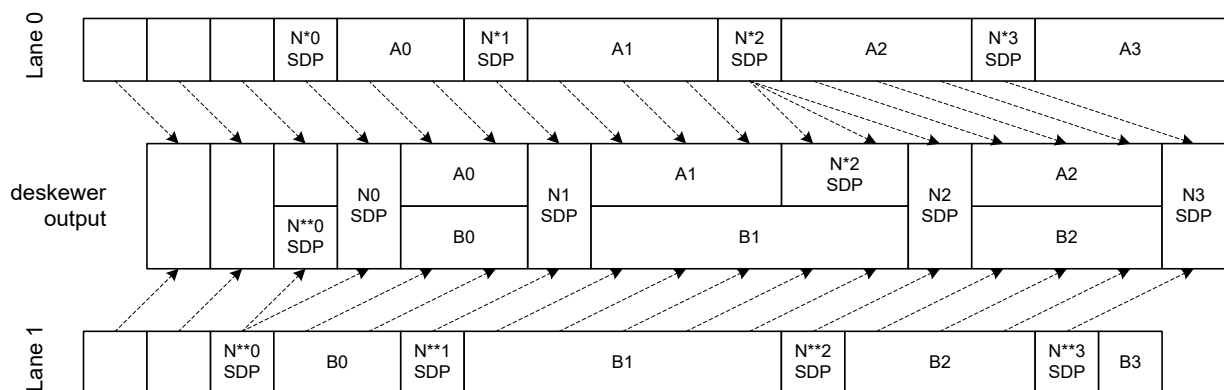 Lane 0
N*0
SDP
A0
N*1
SDP
A1
N*2
SDP
A2
N*3
SDP
A3
deskewer
output
N**0
SDP
N0
SDP
A0
B0
N1
SDP
A1
N*2
SDP
B1
N2
SDP
A2
B2
N3
SDP
Lane 1
N**0
SDP
B0
N**1
SDP
B1
N**2
SDP
B2
N**3
SDP
B3